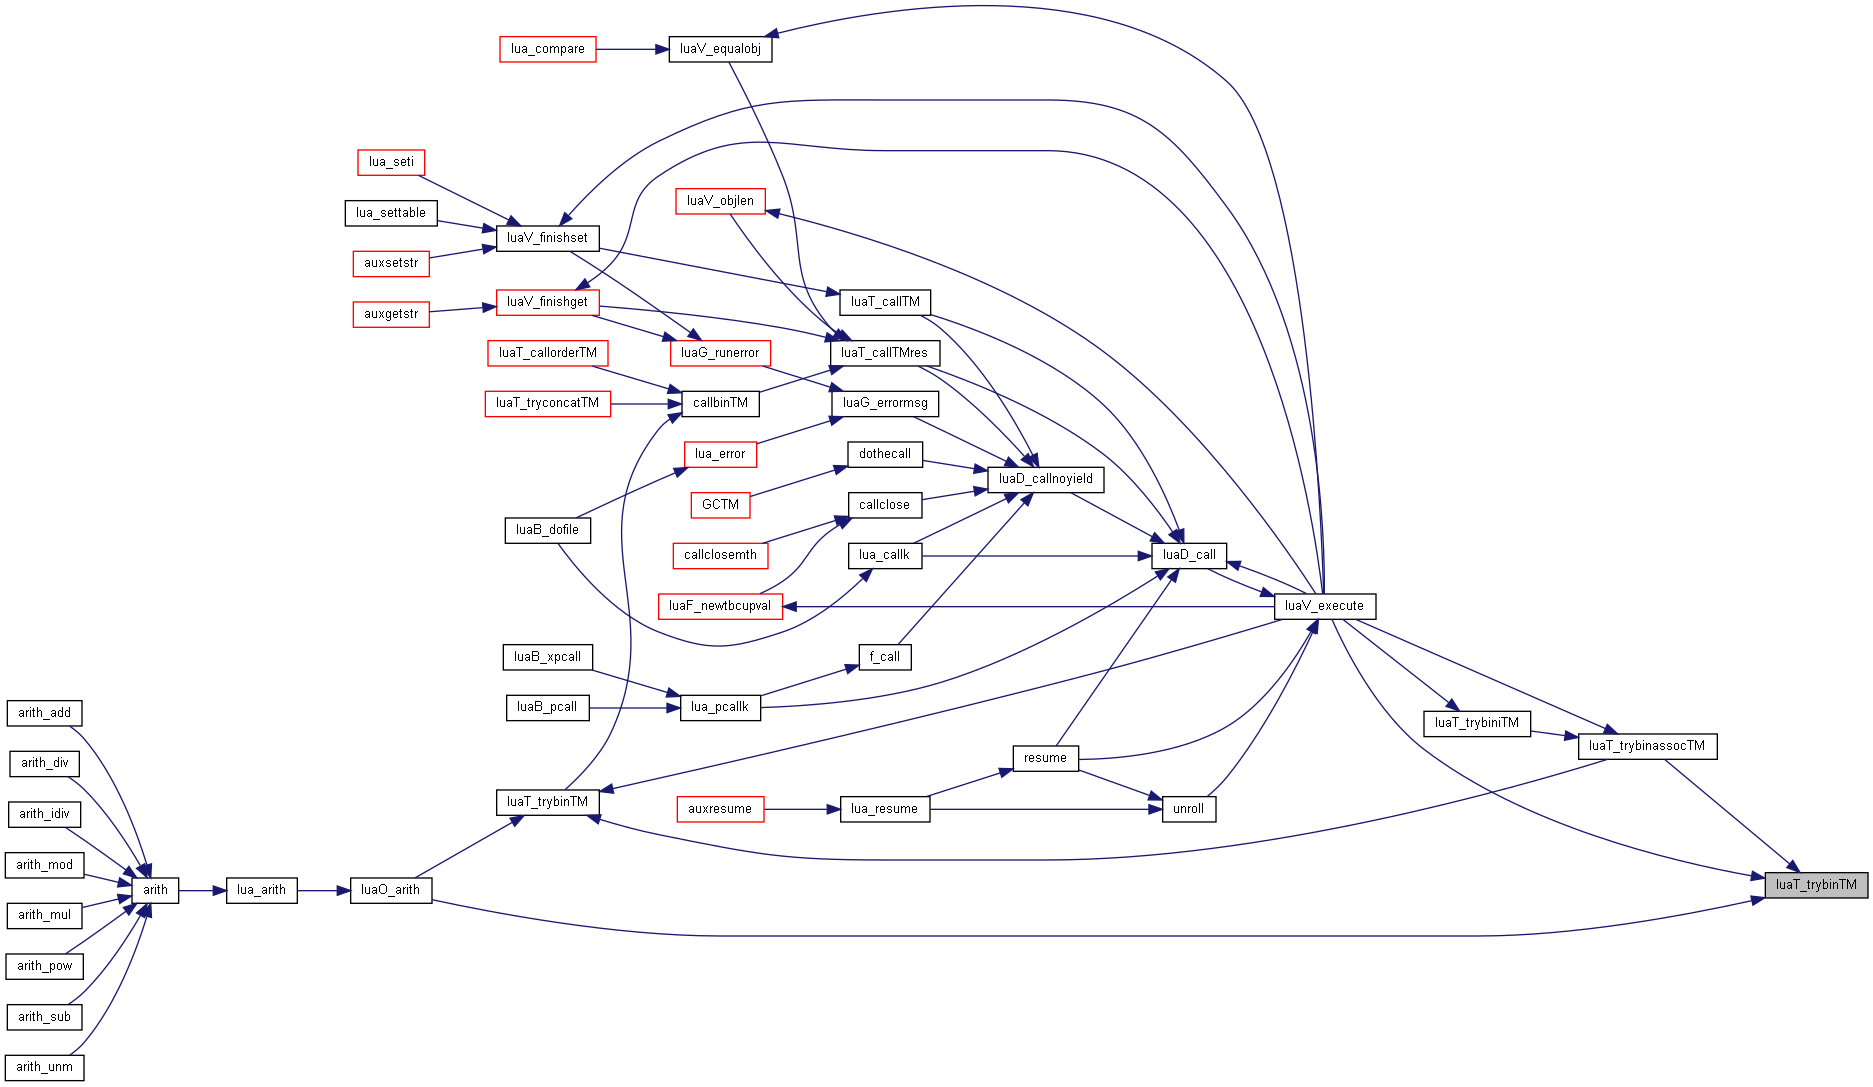 lua_compare
luaV_equalobj
lua_seti
luaV_objlen
lua_settable
luaV_finishset
auxsetstr
luaV_finishget
luaT_callTM
auxgetstr
luaT_callorderTM
luaG_runerror
luaT_callTMres
luaT_tryconcatTM
callbinTM
luaG_errormsg
lua_error
dothecall
luaD_callnoyield
GCTM
callclose
luaB_dofile
callclosemth
lua_callk
luaD_call
luaF_newtbcupval
luaV_execute
luaB_xpcall
f_call
luaB_pcall
lua_pcallk
arith_add
luaT_trybiniTM
luaT_trybinassocTM
arith_div
resume
luaT_trybinTM
auxresume
lua_resume
unroll
arith_idiv
arith_mod
arith
lua_arith
luaO_arith
luaT_trybinTM
arith_mul
arith_pow
arith_sub
arith_unm